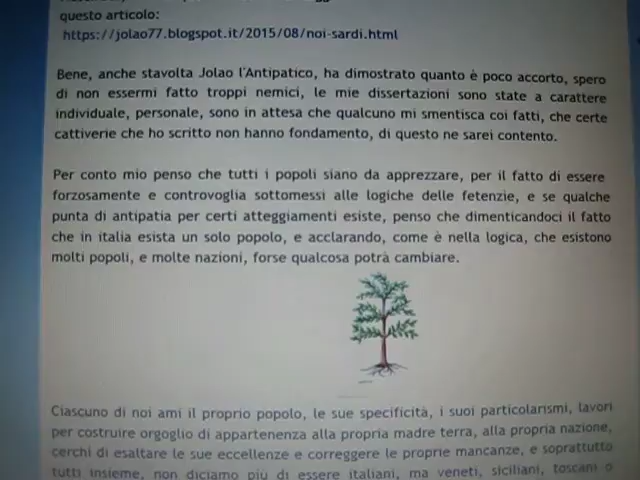 questo articolo:
https://jolao77.blogspot.it/2015/08/noi-sardi.html
Bene, anche stavolta Jolao l'Antipatico, ha dimostrato quanto è poco accorto, spero
di non essermi fatto troppi nemici, le mie dissertazioni sono state a carattere
individuale, personale, sono in attesa che qualcuno mi smentisca coi fatti, che certe
cattiverie che ho scritto non hanno fondamento, di questo ne sarei contento.
Per conto mio penso che tutti i popoli siano da apprezzare, per il fatto di essere
forzosamente e controvoglia sottomessi alle logiche delle fetenzie, e se qualche
punta di antipatia per certi atteggiamenti esiste, penso che dimenticandoci il fatto
che in italia esista un solo popolo, e acclarando, come è nella logica, che esistono
molti popoli, e molte nazioni, forse qualcosa potrà cambiare.
Ciascuno di noi ami il proprio popolo, le sue specificità, i suoi particolarismi, lavori
per costruire orgoglio di appartenenza alla propria madre terra, alla propria nazione,
cerchi di esaltare le sue eccellenze e correggere le proprie mancanze, e soprattutto
tutti insieme, non diciamo più di essere italiani, ma veneti, siciliani, toscani o